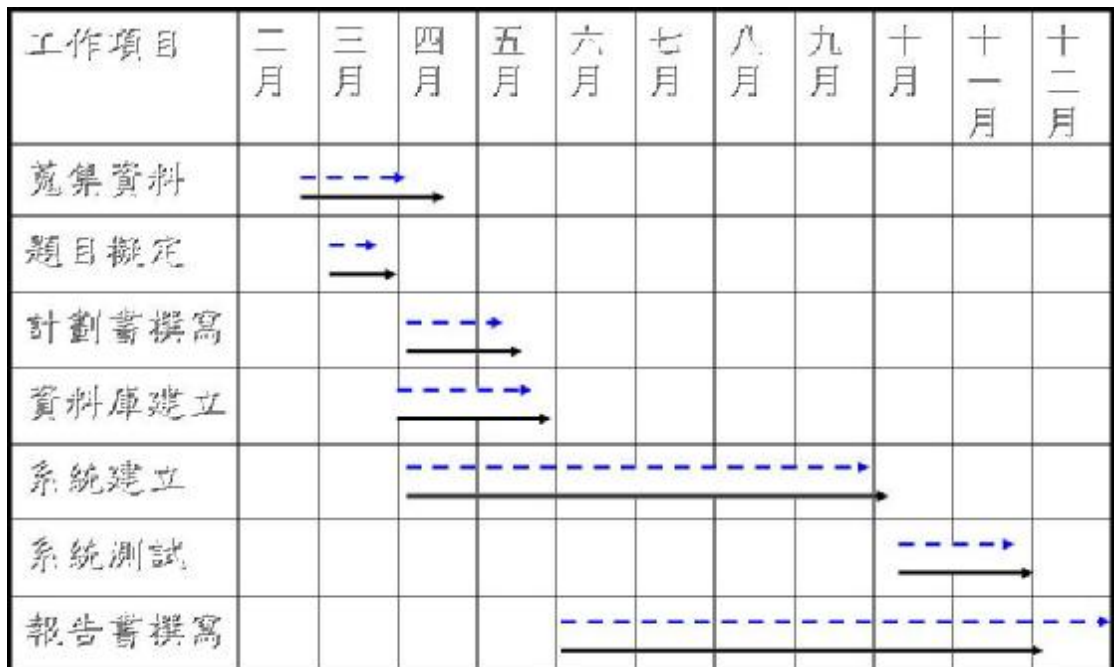 工作項目 二月 三月 四月 五月 六月 七月 八月 九月 十月 十一月 十二月
蒐集資料
題目擬定
計劃書撰寫
資料庫建立
系統建立
系統測試
報告書撰寫